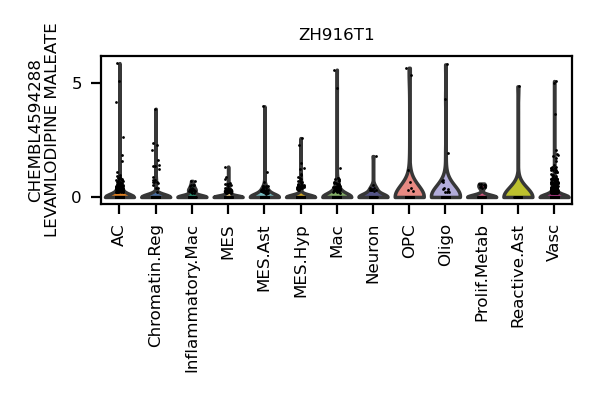 ZH916T1
CHEMBL4594288
LEVAMLODIPINE MALEATE
5
0
AC
Chromatin.Reg
Inflammatory.Mac
MES
MES.Ast
MES.Hyp
Mac
Neuron
OPC
Oligo
Prolif.Metab
Reactive.Ast
Vasc